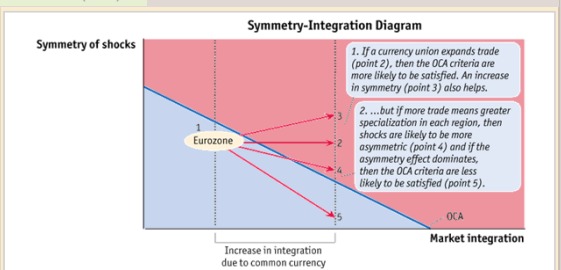 Symmetry-Integration Diagram
Symmetry of shocks
1. If a currency union expands trade
(point 2), then the OCA criteria are
more likely to be satisfied. An increase
in symmetry (point 3) also helps.
2. ...but if more trade means greater
specialization in each region, then
shocks are likely to be more
asymmetric (point 4) and if the
asymmetry effect dominates,
then the OCA criteria are less
likely to be satisfied (point 5).
1
Eurozone
3
2
4
5
OCA
Market integration
Increase in integration
due to common currency